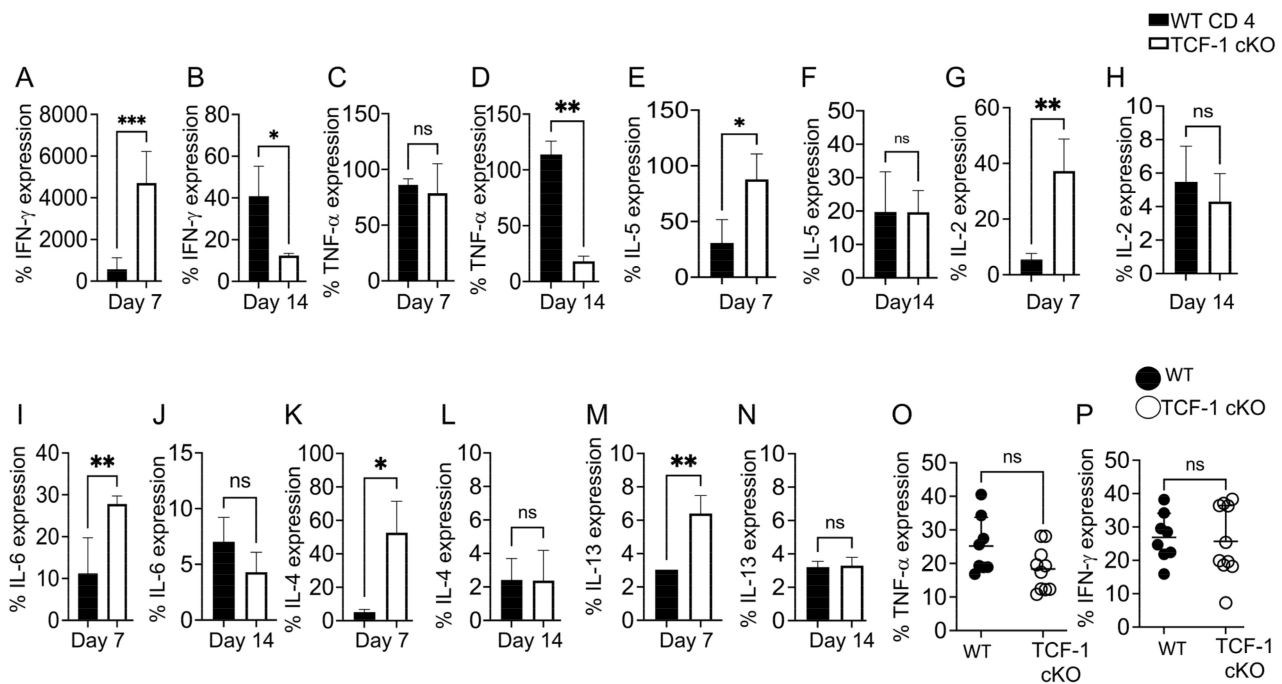 WT CD 4
TCF-1 cKO
A B C D E F G H
% IFN-γ expression
8000
6000
4000
2000
0
***
Day 7
% IFN-γ expression
80
60
40
20
0
*
Day 14
% TNF-α expression
150
100
50
0
ns
Day 7
% TNF-α expression
150
100
50
0
**
Day 14
% IL-5 expression
150
100
50
0
*
Day 7
% IL-5 expression
50
40
30
20
10
0
ns
Day14
% IL-2 expression
60
40
20
0
**
Day 7
% IL-2 expression
10
8
6
4
2
0
ns
Day 14
WT
TCF-1 cKO
I J K L M N O P
% IL-6 expression
40
30
20
10
0
**
Day 7
% IL-6 expression
15
10
5
0
ns
Day 14
% IL-4 expression
100
80
60
40
20
0
*
Day 7
% IL-4 expression
10
8
6
4
2
0
ns
Day 14
% IL-13 expression
10
8
6
4
2
0
**
Day 7
% IL-13 expression
10
8
6
4
2
0
ns
Day 14
% TNF-α expression
50
40
30
20
10
0
ns
WT
TCF-1
cKO
% IFN-γ expression
50
40
30
20
10
0
ns
WT
TCF-1
cKO